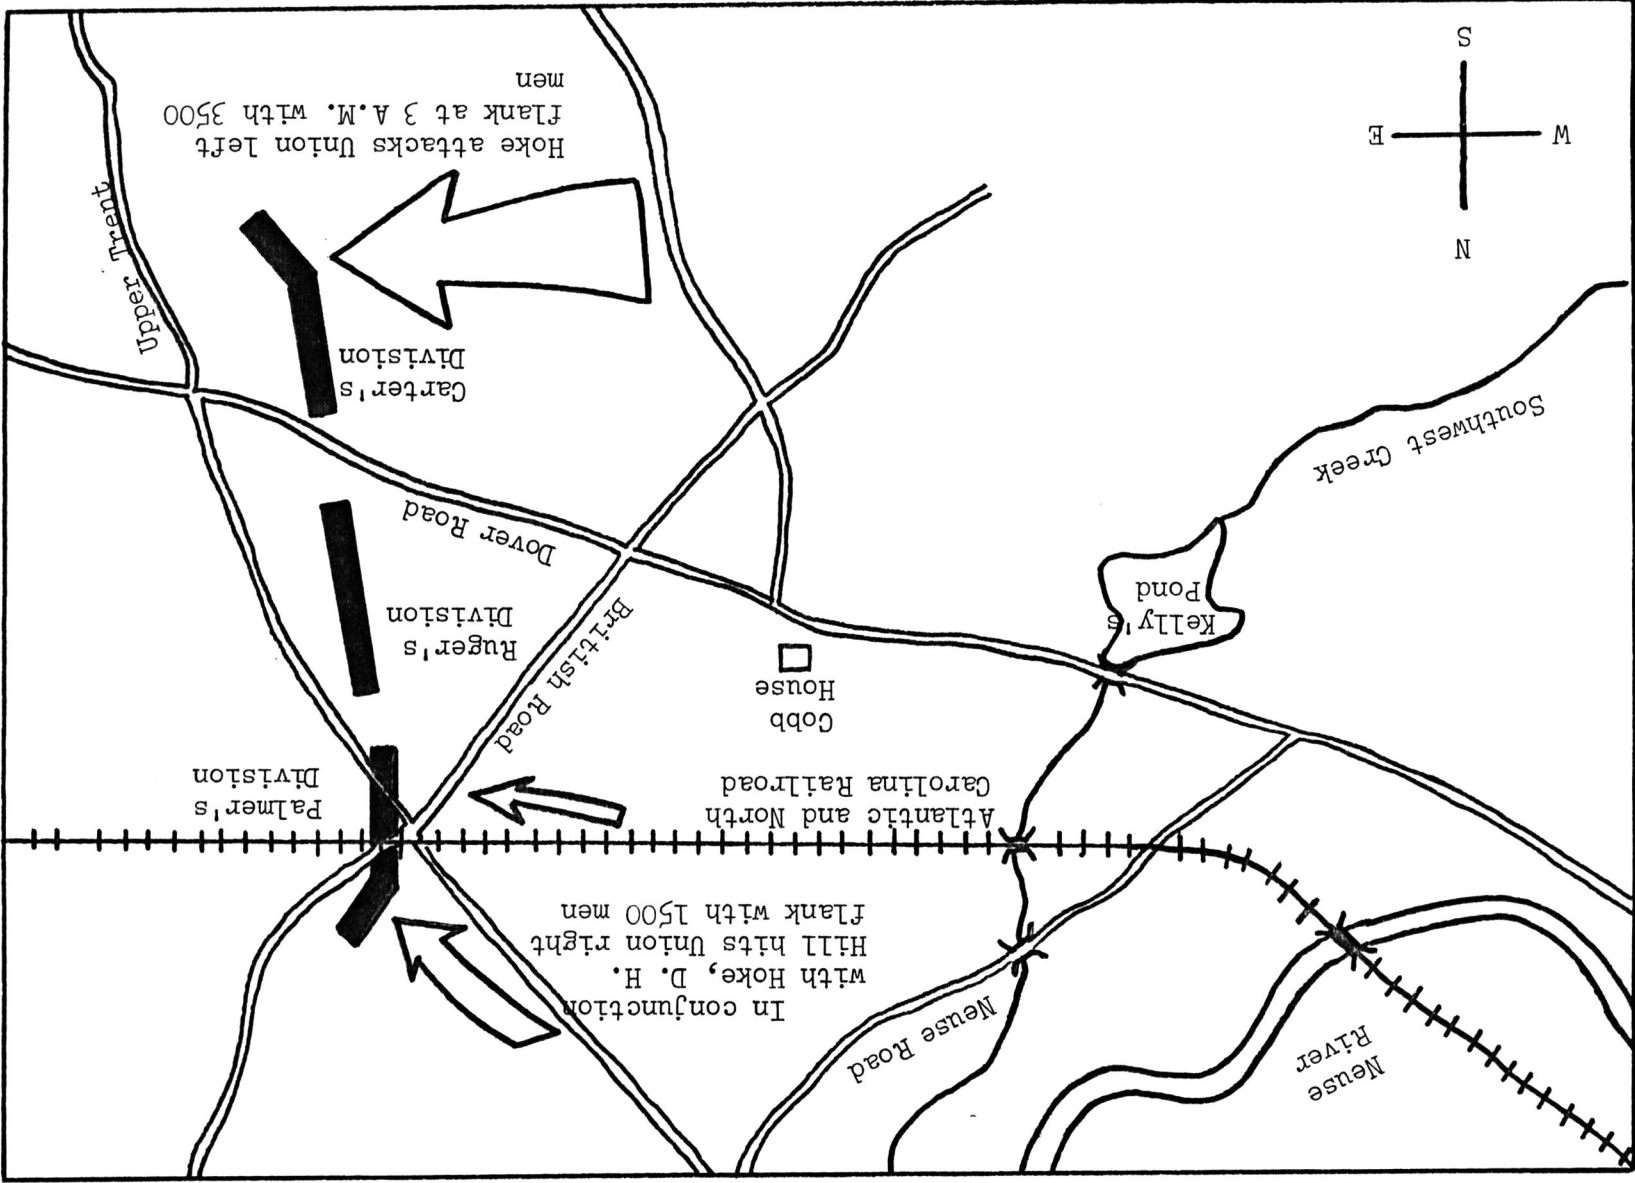 Neuse
River
Neuse Road
In conjunction
with Hoke, D. H.
Hill hits Union right
flank with 1500 men
Atlantic and North
Carolina Railroad
Palmer's
Division
Cobb
House
British Road
Kelly's
Pond
Ruger's
Division
Dover Road
Southwest Creek
Carter's
Division
Upper Trent
N
W
E
S
Hoke attacks Union left
flank at 3 A.M. with 3500
men